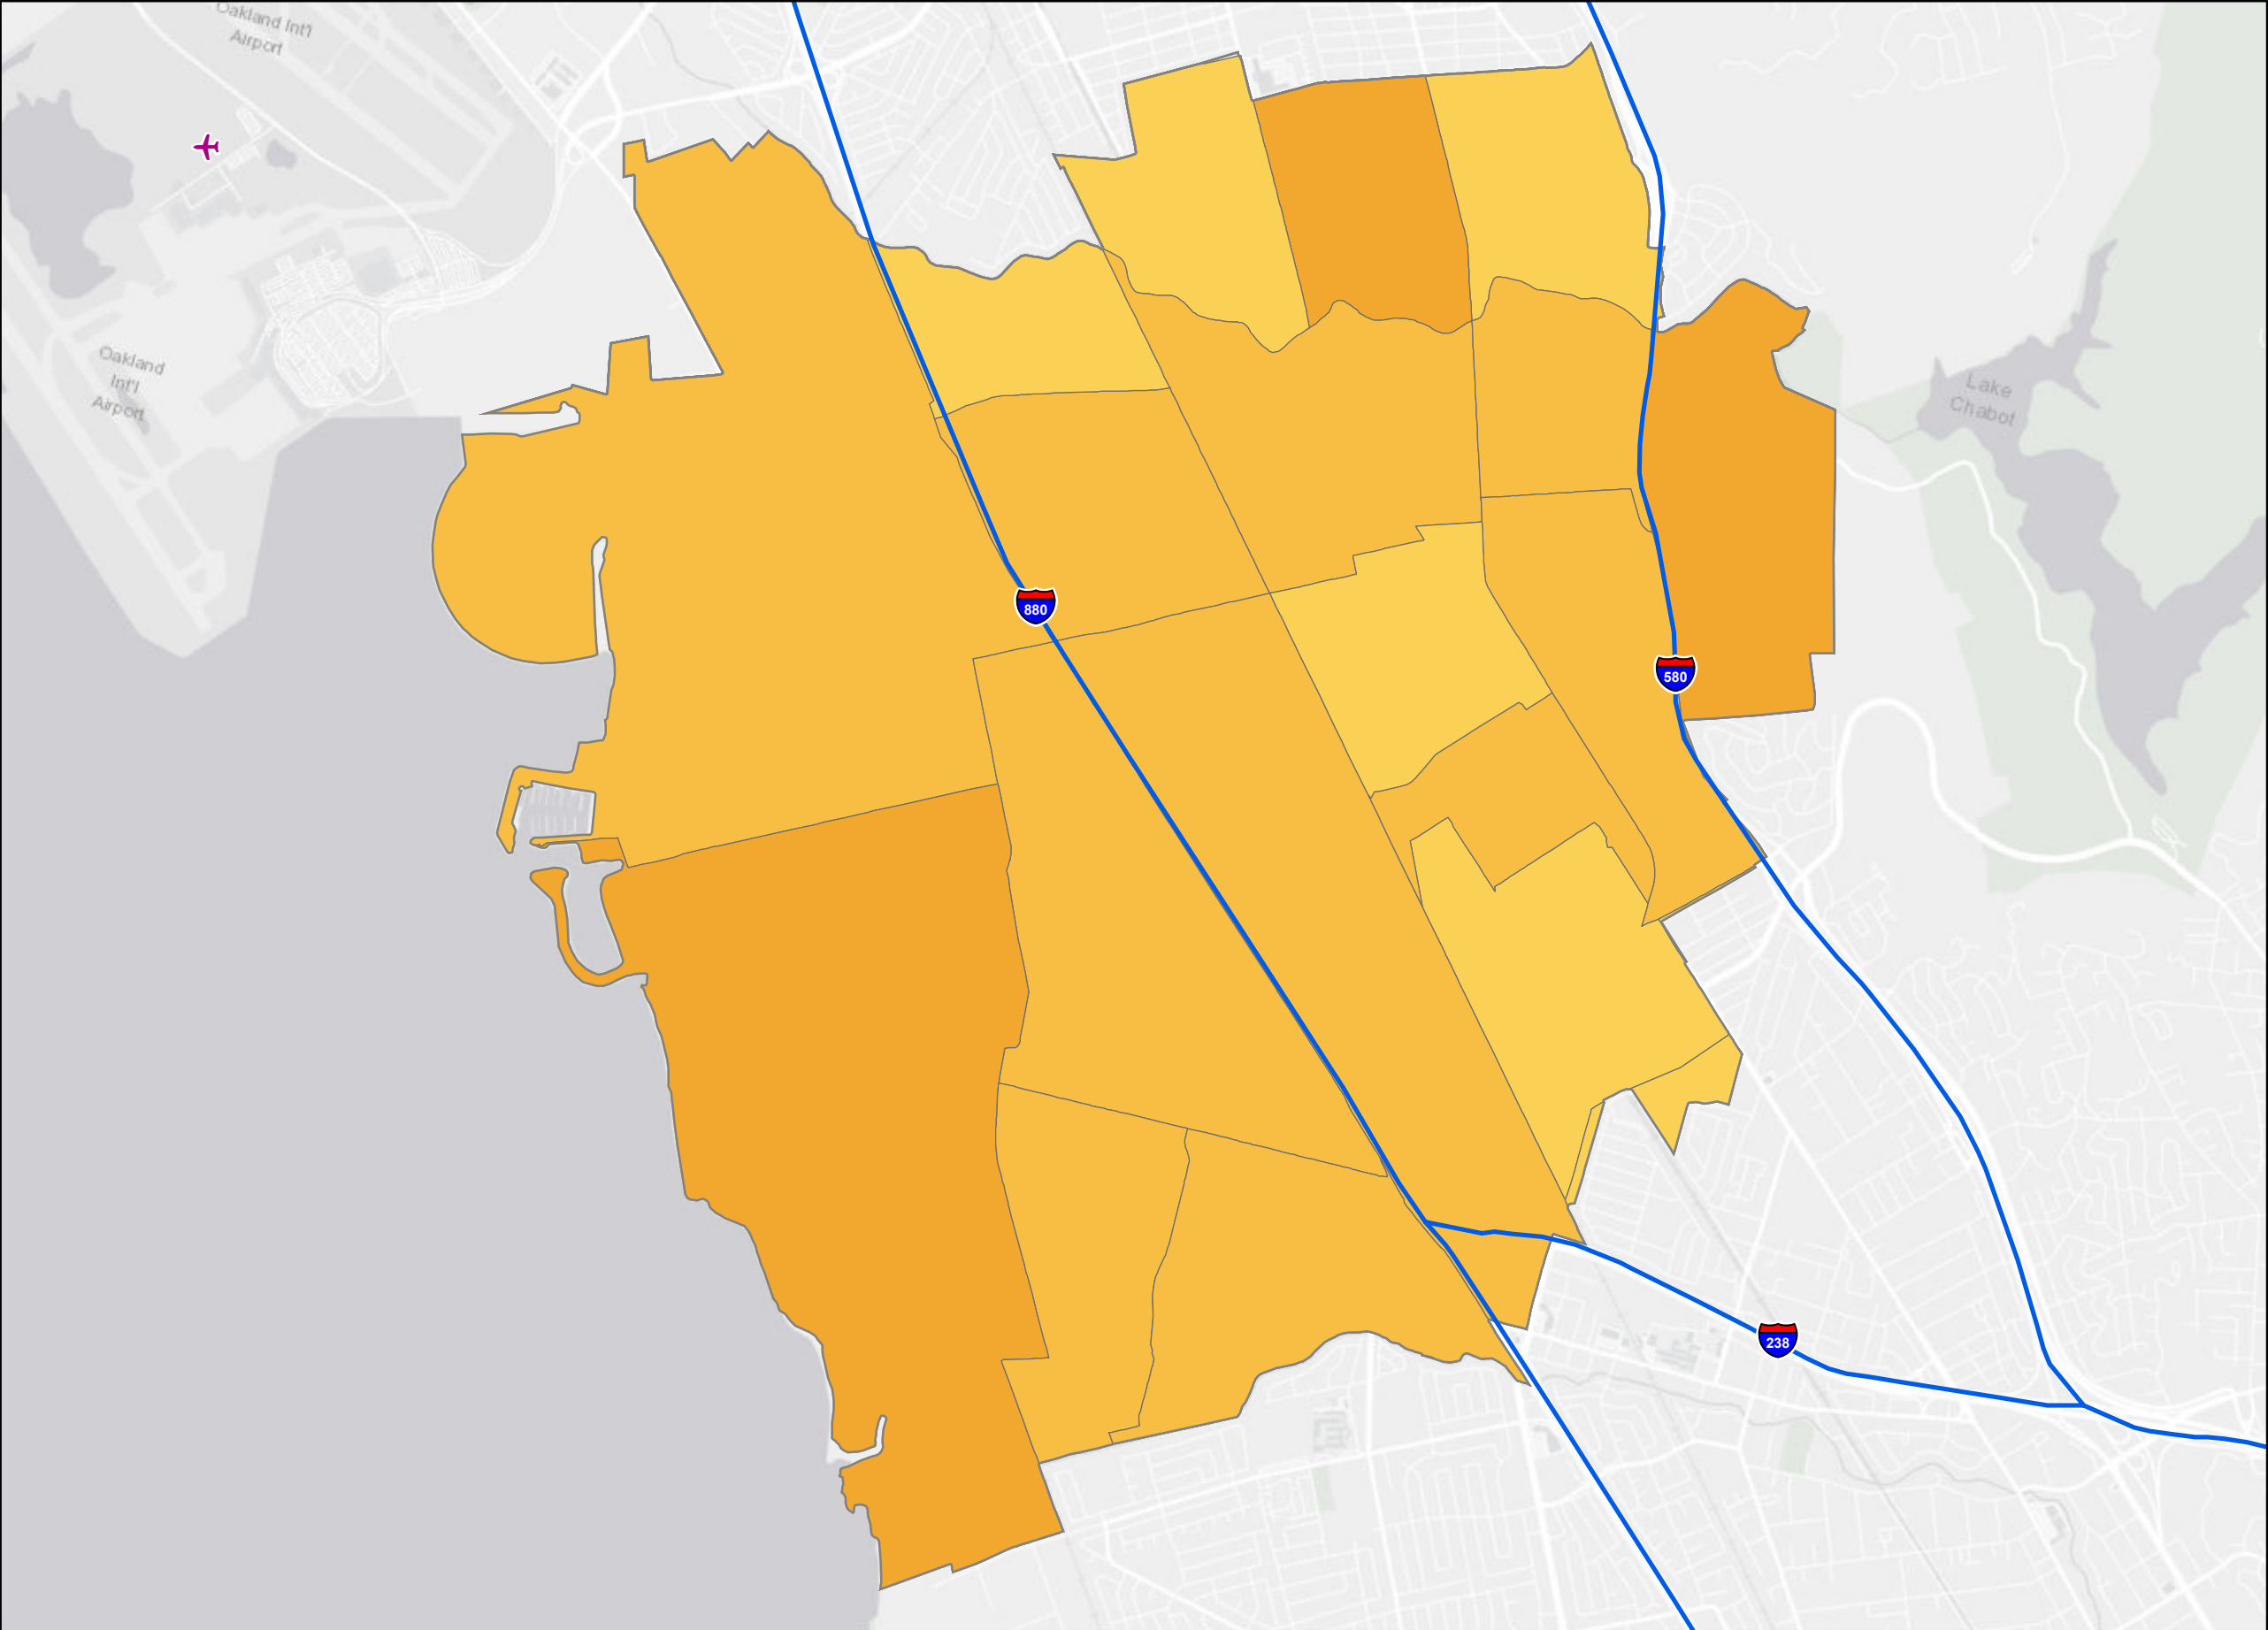 Oakland Int'l
Airport
Oakland
Int'l
Airport
Lake
Chabot
880
580
238